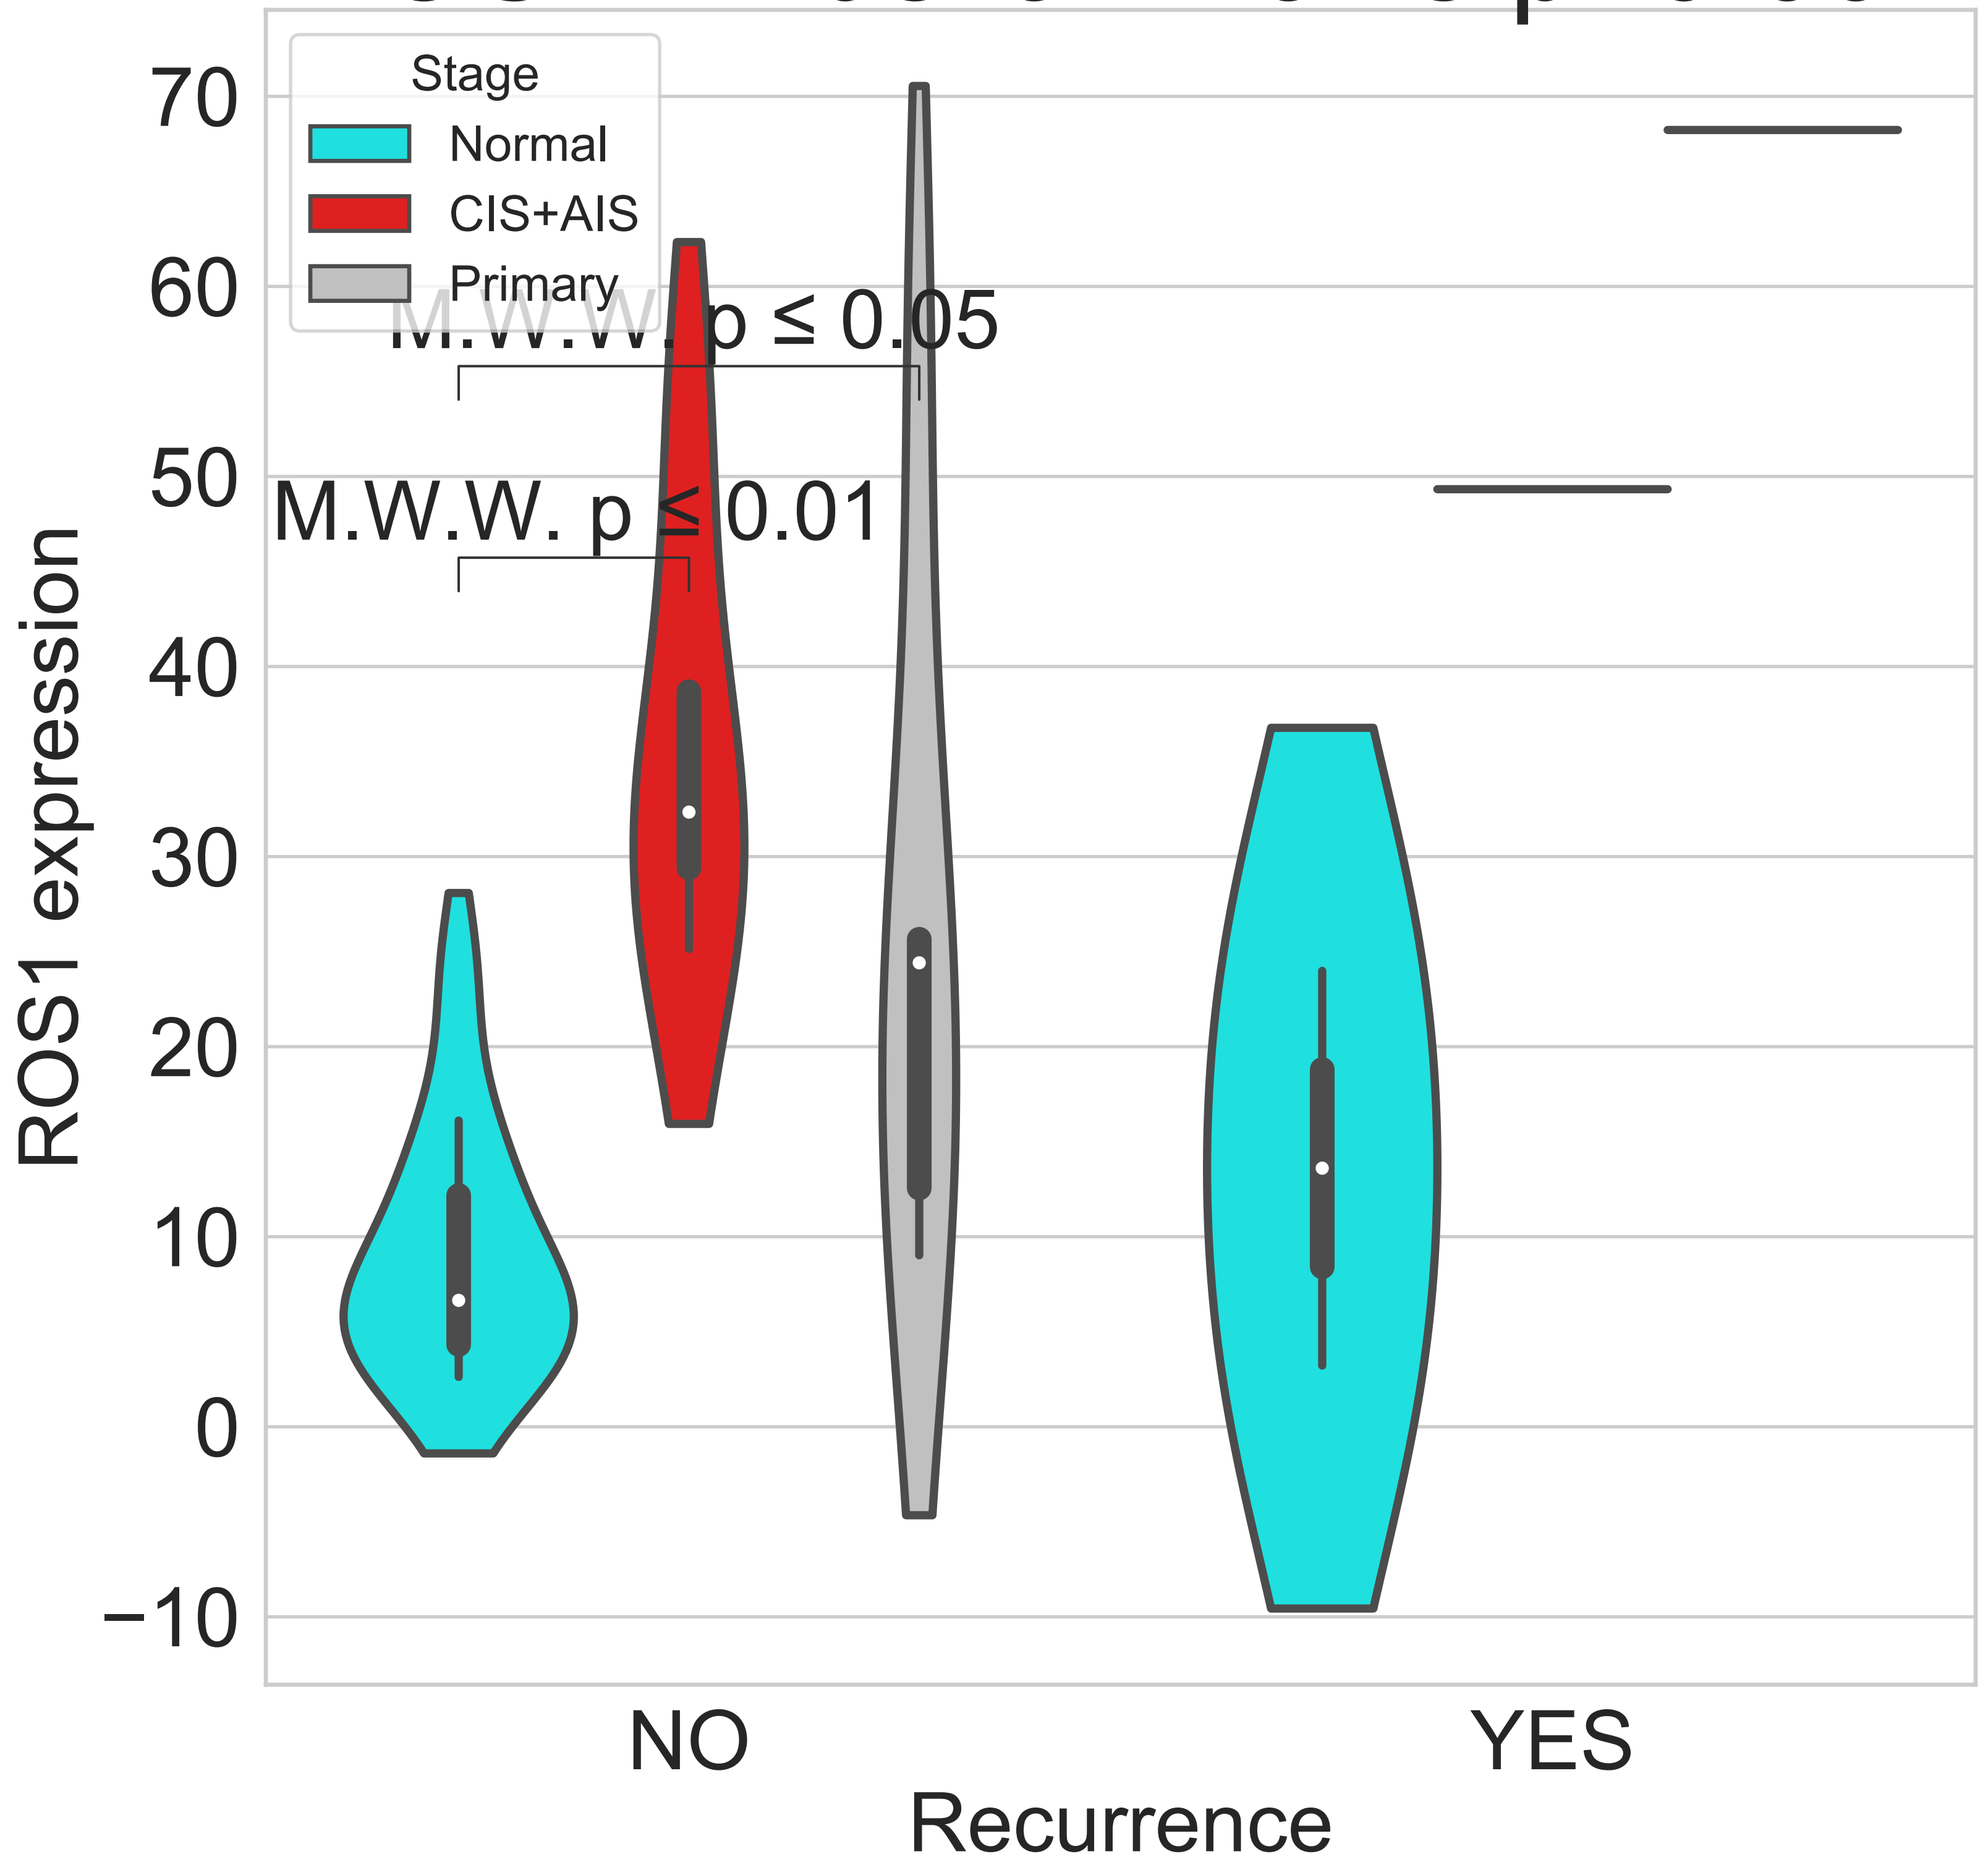 Stage
Normal
CIS+AIS
Primary
M.W.W. p ≤ 0.05
M.W.W. p ≤ 0.01
70
60
50
40
30
20
10
0
−10
ROS1 expression
NO
YES
Recurrence